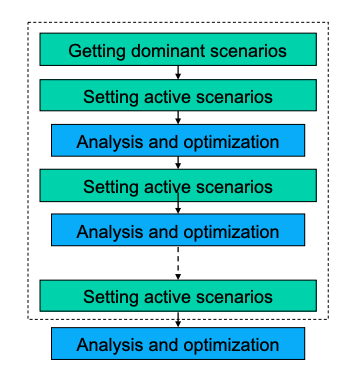 Getting dominant scenarios
Setting active scenarios
Analysis and optimization
Setting active scenarios
Analysis and optimization
Setting active scenarios
Analysis and optimization